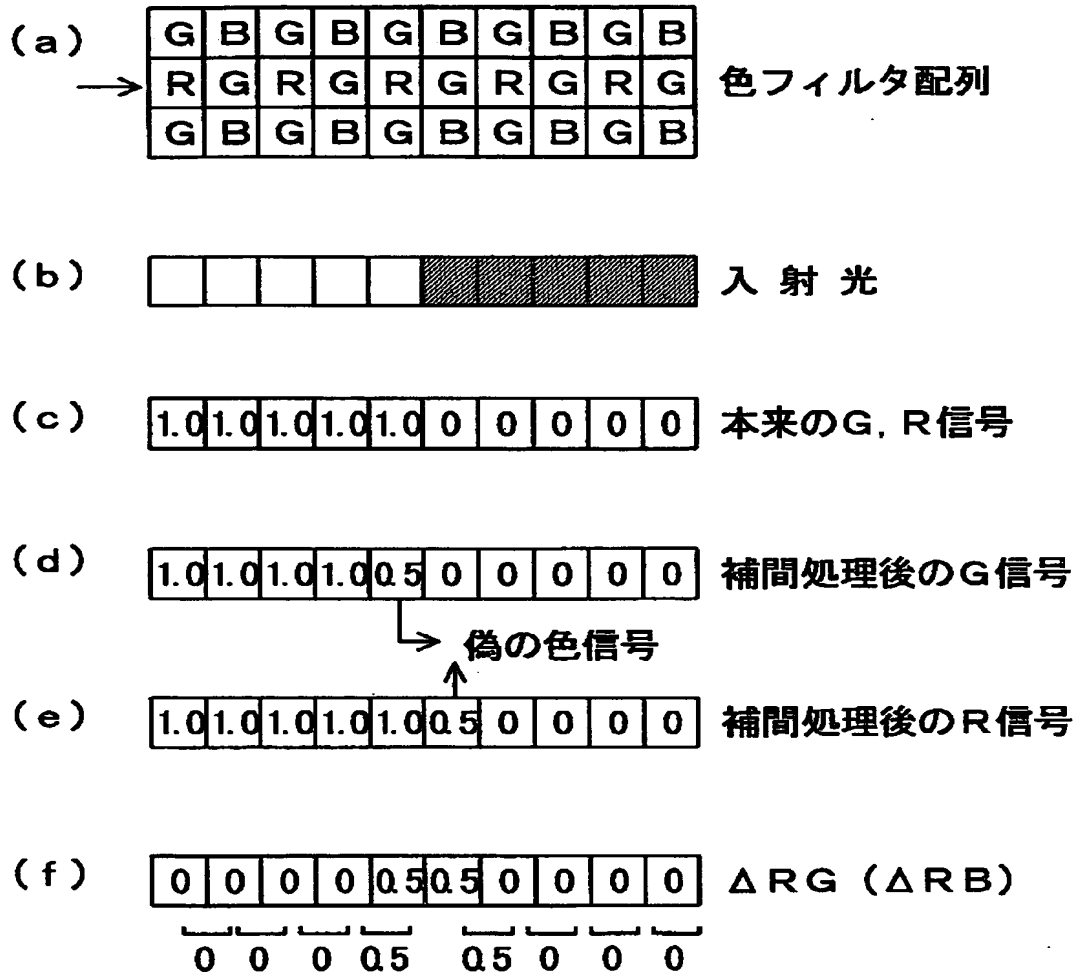 (a)
G B G B G B G B G B
→ R G R G R G R G R G 色フィルタ配列
G B G B G B G B G B
(b) 入射光
(c) 1.0 1.0 1.0 1.0 1.0 0 0 0 0 0 本来のG,R信号
(d) 1.0 1.0 1.0 1.0 0.5 0 0 0 0 0 補間処理後のG信号
偽の色信号
(e) 1.0 1.0 1.0 1.0 1.0 0.5 0 0 0 0 補間処理後のR信号
(f) 0 0 0 0 0.5 0.5 0 0 0 0 ΔRG(ΔRB)
0 0 0 0.5 0.5 0 0 0